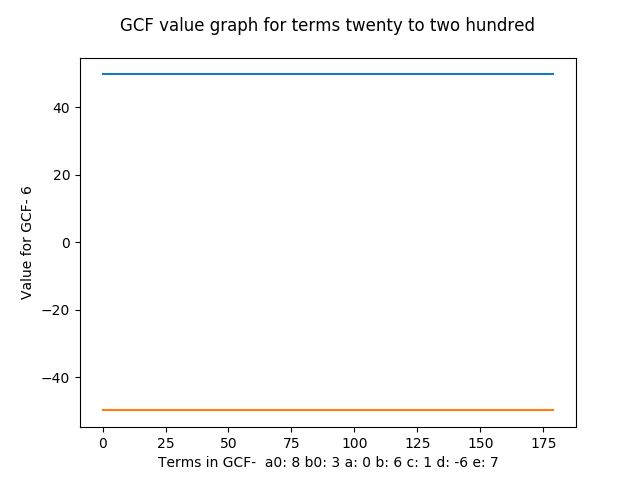 GCF value graph for terms twenty to two hundred
40
20
0
−20
−40
Value for GCF- 6
0 25 50 75 100 125 150 175
Terms in GCF-  a0: 8 b0: 3 a: 0 b: 6 c: 1 d: -6 e: 7